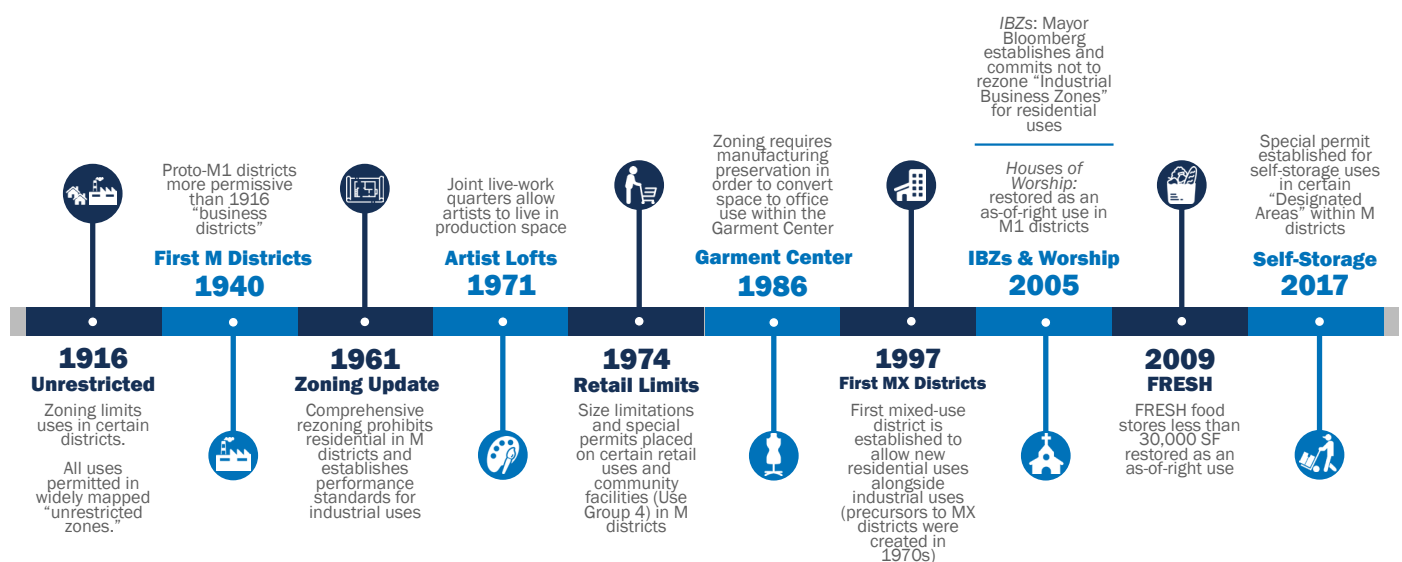 Zoning limits
uses in certain
districts.
All uses
permitted in
widely mapped
“unrestricted
zones.”
1916
Unrestricted
Proto-M1 districts
more permissive
than 1916
“business
districts”
First M Districts
1940
1961
Zoning Update
Comprehensive
rezoning prohibits
residential in M
districts and
establishes
performance
standards for
industrial uses
Joint live-work
quarters allow
artists to live in
production space
Artist Lofts
1971
1974
Retail Limits
Size limitations
and special
permits placed
on certain retail
uses and
community
facilities (Use
Group 4) in M
districts
Zoning requires
manufacturing
preservation in
order to convert
space to office
use within the
Garment Center
Garment Center
1986
1997
First MX Districts
First mixed-use
district is
established to
allow new
residential uses
alongside
industrial uses
(precursors to MX
districts were
created in
1970s)
IBZs: Mayor
Bloomberg
establishes and
commits not to
rezone “Industrial
Business Zones”
for residential
uses
Houses of
Worship:
restored as an
as-of-right use in
M1 districts
IBZs & Worship
2005
2009
FRESH
FRESH food
stores less than
30,000 SF
restored as an
as-of-right use
Special permit
established for
self-storage uses
in certain
“Designated
Areas” within M
districts
Self-Storage
2017